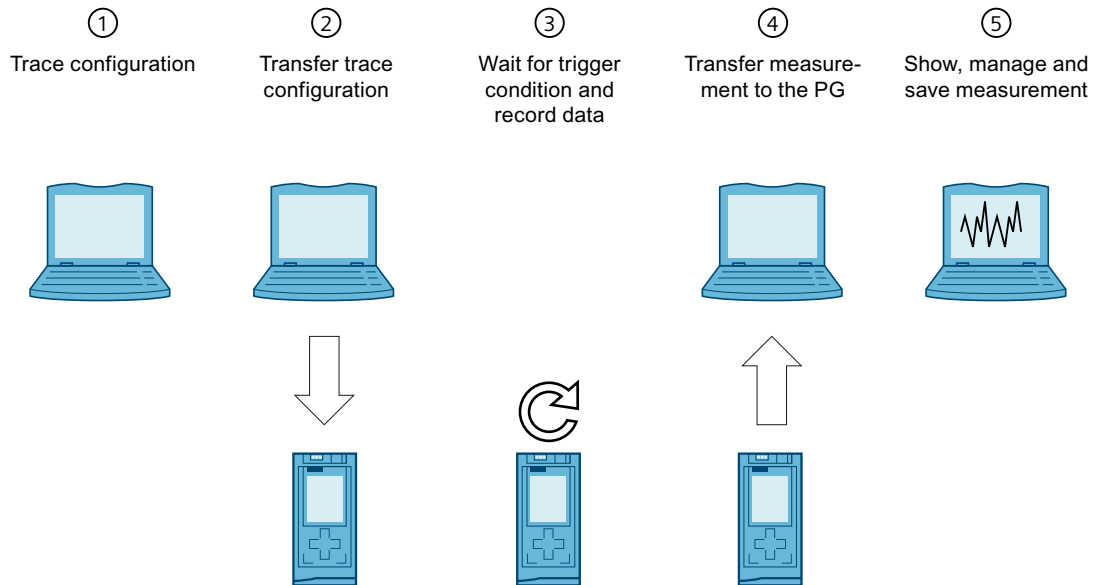 ①
Trace configuration
②
Transfer trace
configuration
③
Wait for trigger
condition and
record data
④
Transfer measure-
ment to the PG
⑤
Show, manage and
save measurement